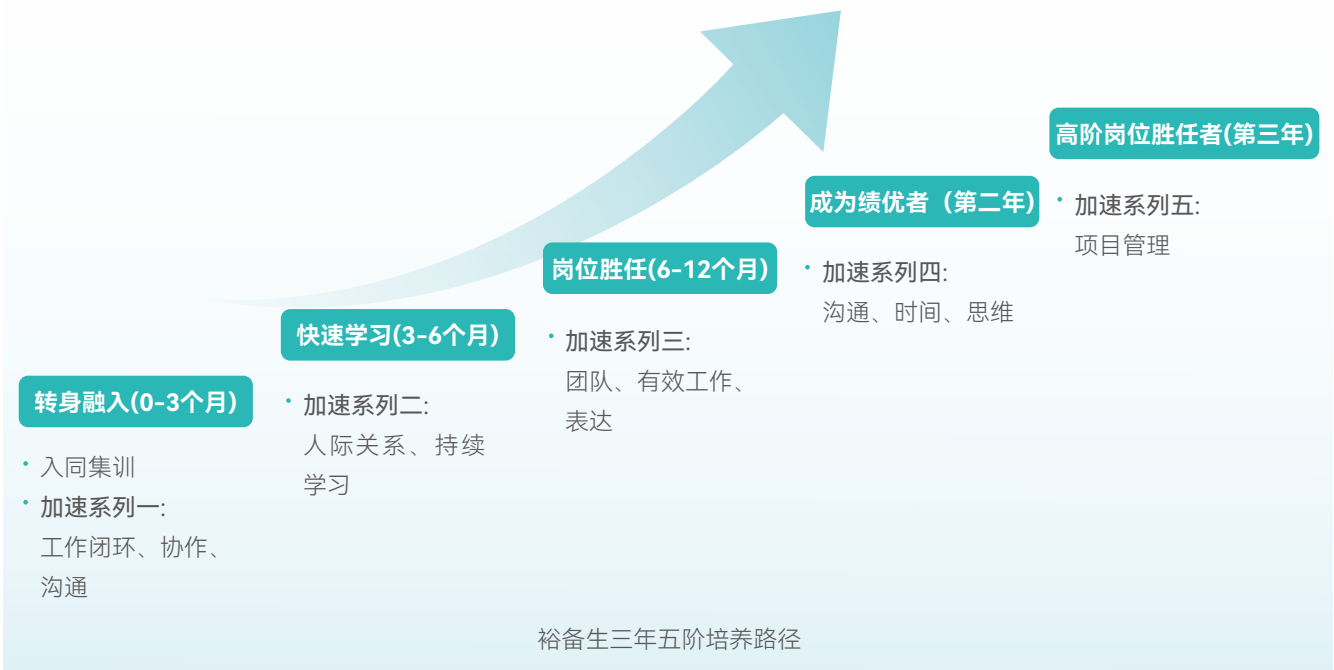 转身融入(0-3个月)
• 入同集训
• 加速系列一:
工作闭环、协作、
沟通
快速学习(3-6个月)
• 加速系列二:
人际关系、持续
学习
岗位胜任(6-12个月)
• 加速系列三:
团队、有效工作、
表达
成为绩优者（第二年）
• 加速系列四:
沟通、时间、思维
高阶岗位胜任者(第三年)
• 加速系列五:
项目管理
裕备生三年五阶培养路径